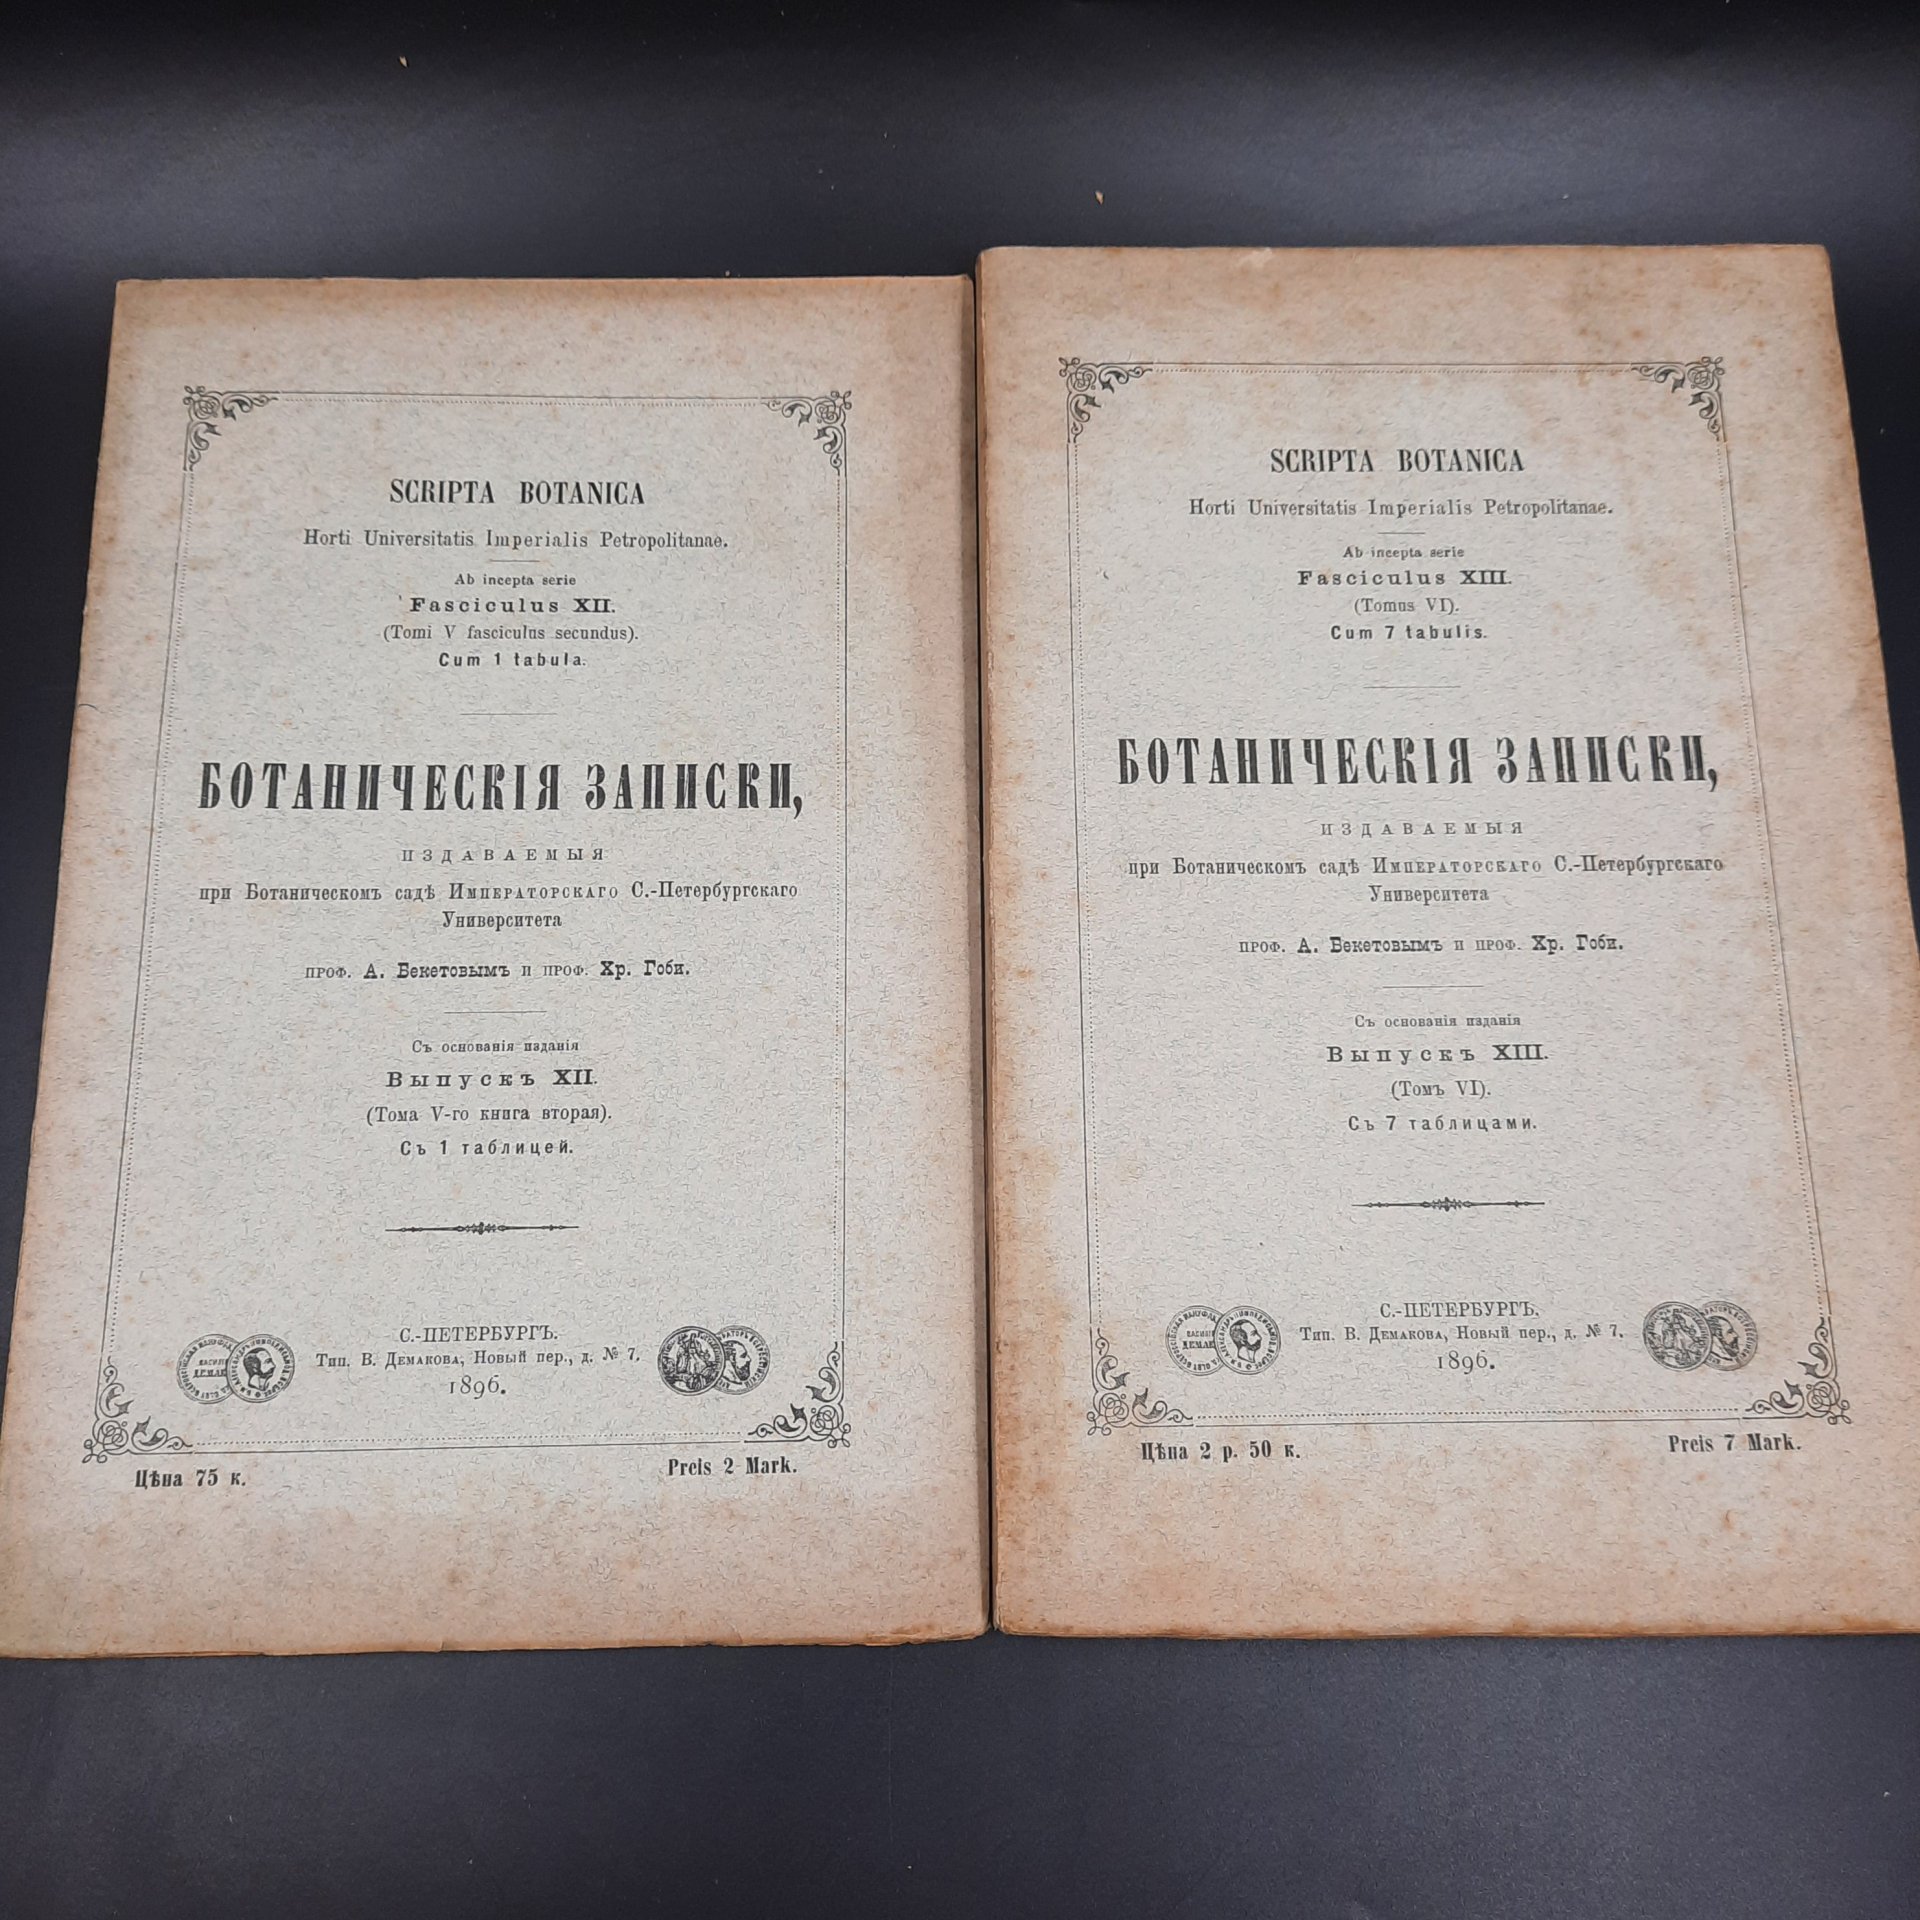 SCRIPTA BOTANICA
Horti Universitatis Imperialis Petropolitanae.
Ab incepta serie
Fasciculus XII.
(Tomi V fasciculus secundus).
Cum 1 tabula.
БОТАНИЧЕСКІЯ ЗАПИСКИ,
ИЗДАВАЕМЫЯ
при Ботаническомъ садѣ ИМПЕРАТОРСКАГО С.-Петербургскаго
Университета
ПРОФ. А. Бекетовымъ И ПРОФ. Хр. Гоби.
Съ основанія изданія
Выпускъ XII.
(Тома V-го книга вторая).
Съ 1 таблицей.
С.-ПЕТЕРБУРГЪ.
Тип. В. ДЕМАКОВА, Новый пер., д. № 7.
1896.
Цѣна 75 к.
Preis 2 Mark.
SCRIPTA BOTANICA
Horti Universitatis Imperialis Petropolitanae.
Ab incepta serie
Fasciculus XIII.
(Tomus VI).
Cum 7 tabulis.
БОТАНИЧЕСКІЯ ЗАПИСКИ,
ИЗДАВАЕМЫЯ
при Ботаническомъ садѣ ИМПЕРАТОРСКАГО С.-Петербургскаго
Университета
ПРОФ. А. Бекетовымъ И ПРОФ. Хр. Гоби.
Съ основанія изданія
Выпускъ XIII.
(Томъ VI).
Съ 7 таблицами.
С.-ПЕТЕРБУРГЪ.
Тип. В. ДЕМАКОВА, Новый пер., д. № 7.
1896.
Цѣна 2 р. 50 к.
Preis 7 Mark.